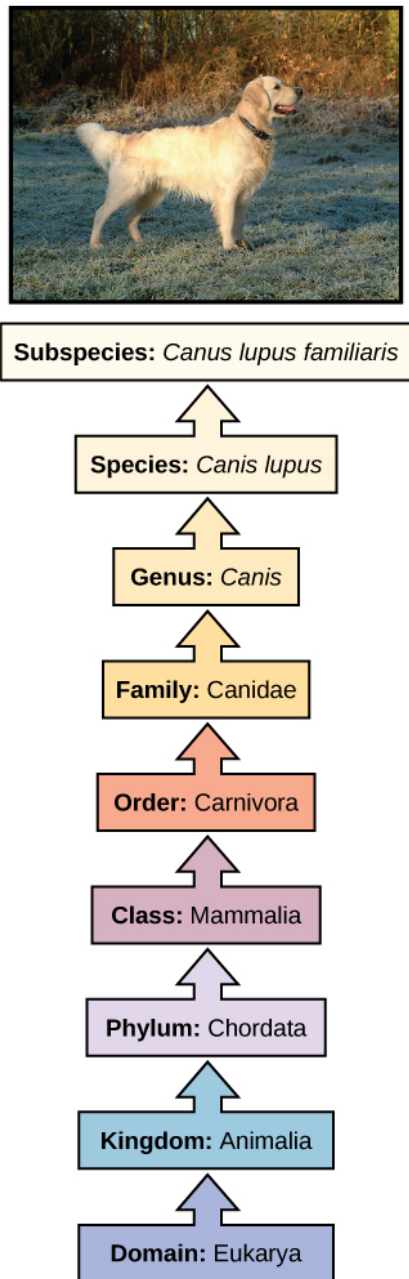 Subspecies: Canus lupus familiaris
Species: Canis lupus
Genus: Canis
Family: Canidae
Order: Carnivora
Class: Mammalia
Phylum: Chordata
Kingdom: Animalia
Domain: Eukarya